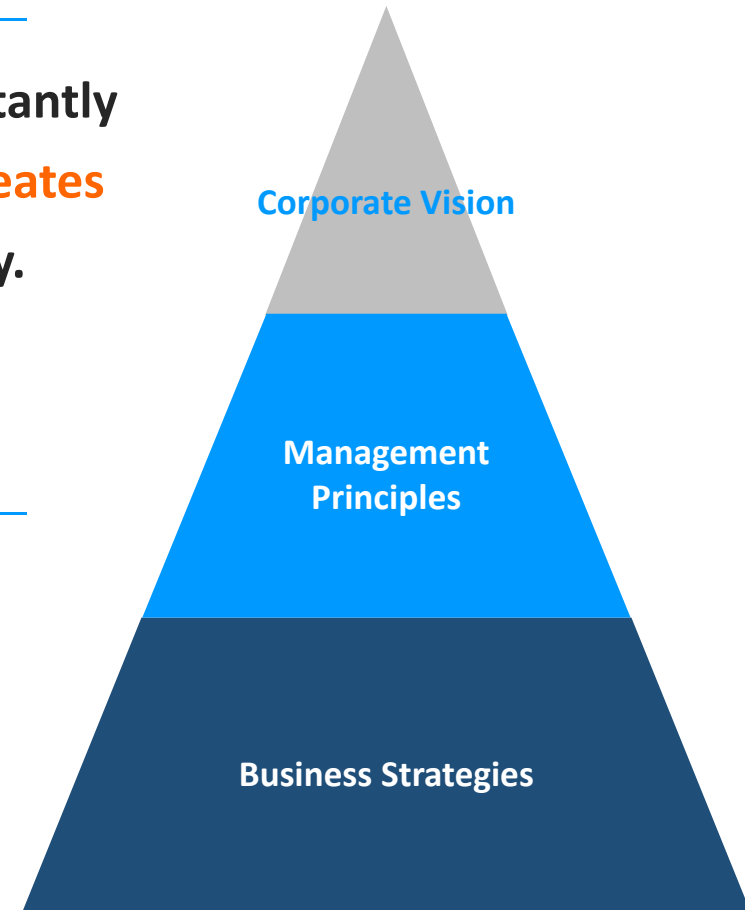 tantly
eates
y.
Corporate Vision
Management
Principles
Business Strategies